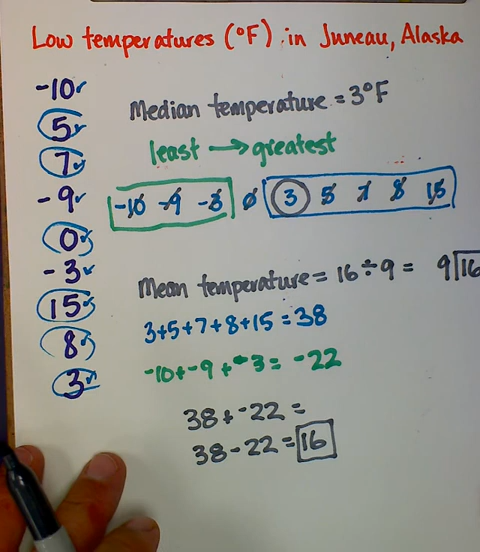 Low temperatures (°F) in Juneau, Alaska
-10
5
7
-9
0
-3
15
8
3
Median temperature = 3°F
least → greatest
-10 -9 -3 0 3 5 7 8 15
Mean temperature = 16 ÷ 9 = 9⟌16
3+5+7+8+15=38
-10+-9+-3= -22
38+-22=
38-22=16